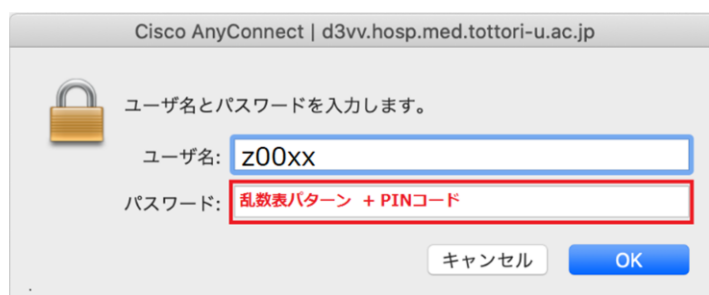 Cisco AnyConnect | d3vv.hosp.med.tottori-u.ac.jp
ユーザ名とパスワードを入力します。
ユーザ名: z00xx
パスワード: 乱数表パターン + PINコード
キャンセル OK